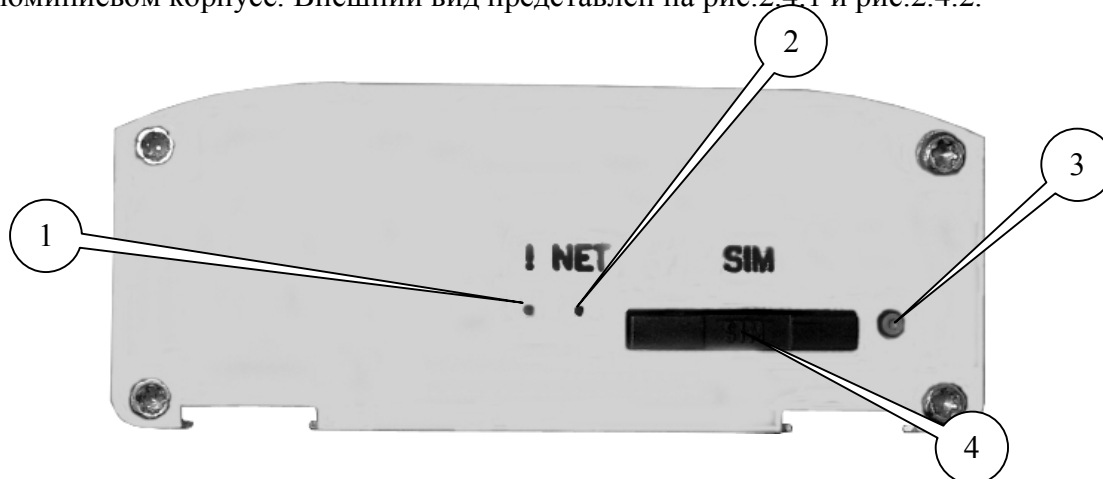 корпусе. Внешний вид представлен на рис.2.4.1 и рис.2.4.2.
2
3
1
! NET SIM
SIM
4